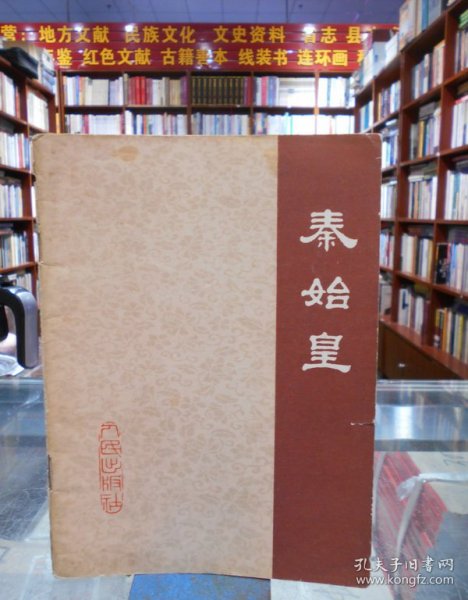 营：地方文献 民族文化 文史资料 省志 县
年鉴 红色文献 古籍善本 线装书 连环画
秦始皇
人民出版社
孔夫子旧书网
www.kongfz.com